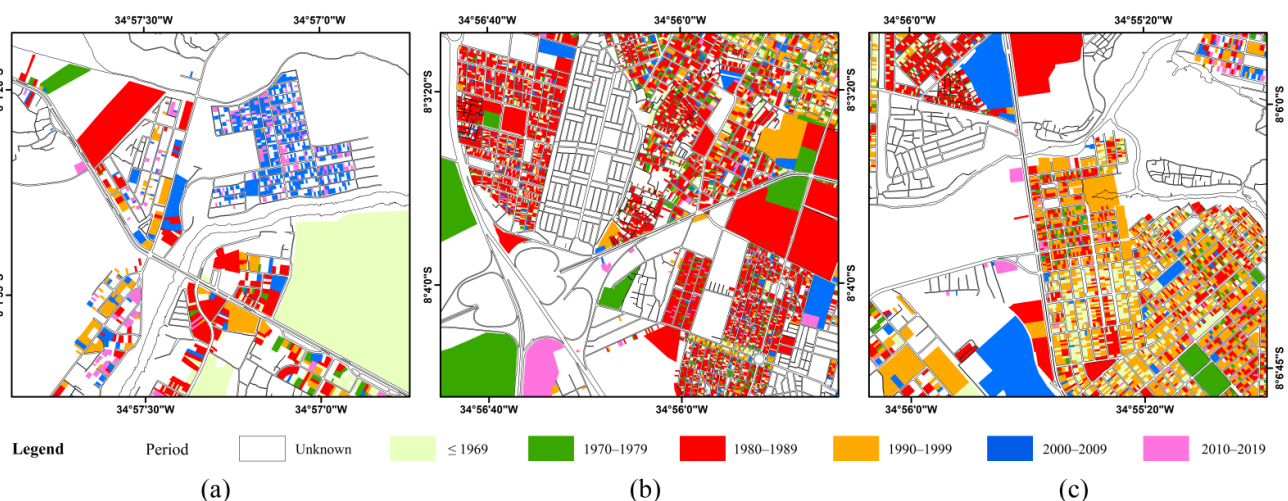 34°57'30"W 34°57'0"W 34°56'40"W 34°56'0"W 34°56'0"W 34°55'20"W
8°3'20"S 8°3'20"S 8°6'0"S
8°4'0"S 8°4'0"S 8°6'45"S
34°57'30"W 34°57'0"W 34°56'40"W 34°56'0"W 34°56'0"W 34°55'20"W
Legend Period Unknown ≤ 1969 1970–1979 1980–1989 1990–1999 2000–2009 2010–2019
(a) (b) (c)